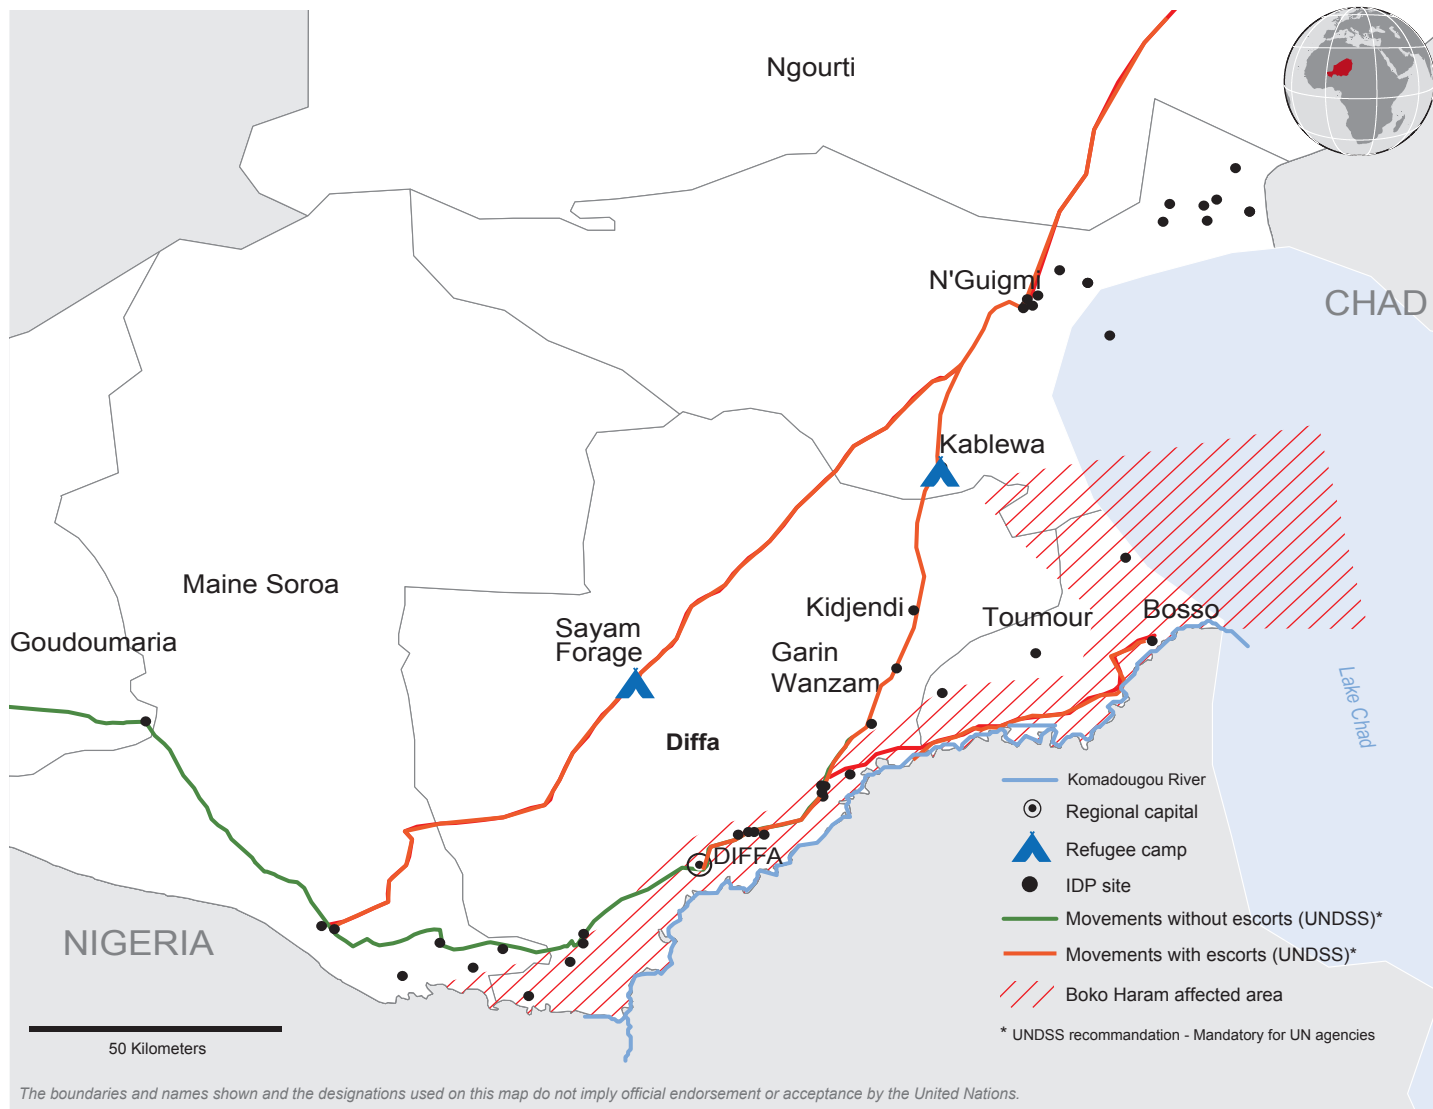 Ngourti
N'Guigmi
CHAD
Kablewa
Maine Soroa
Goudoumaria
Sayam
Forage
Kidjendi
Garin
Wanzam
Toumour
Bosso
Lake Chad
Diffa
DIFFA
NIGERIA
Komadougou River
Regional capital
Refugee camp
IDP site
Movements without escorts (UNDSS)*
Movements with escorts (UNDSS)*
Boko Haram affected area
* UNDSS recommandation - Mandatory for UN agencies
50 Kilometers
The boundaries and names shown and the designations used on this map do not imply official endorsement or acceptance by the United Nations.